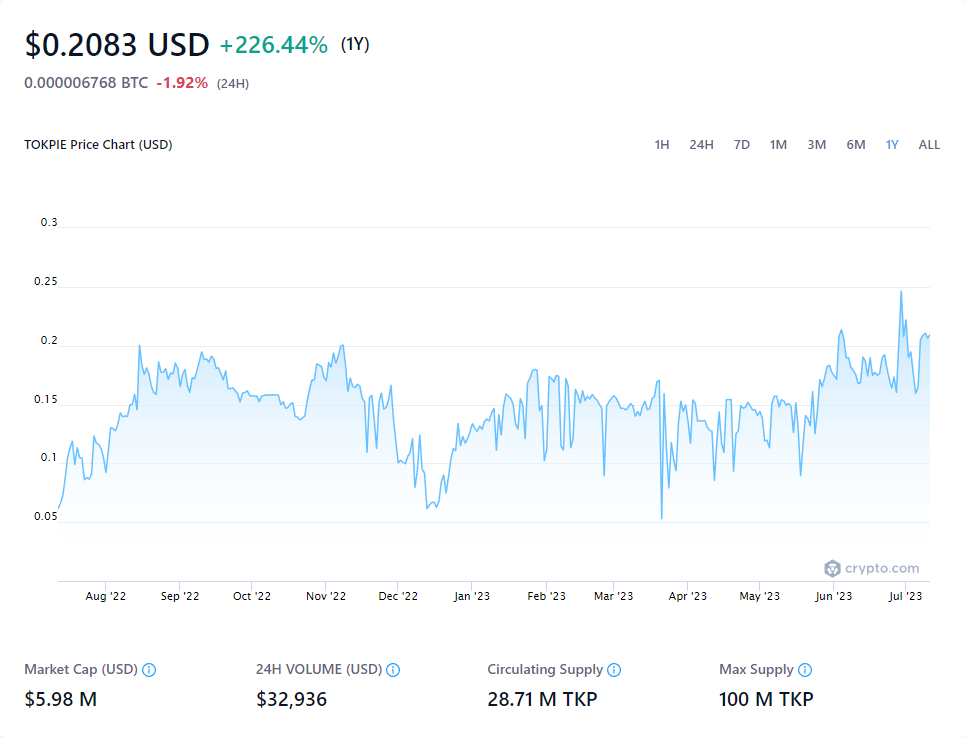 $0.2083 USD +226.44% (1Y)
0.000006768 BTC -1.92% (24H)
TOKPIE Price Chart (USD) 1H 24H 7D 1M 3M 6M 1Y ALL
0.3
0.25
0.2
0.15
0.1
0.05
crypto.com
Aug '22 Sep '22 Oct '22 Nov '22 Dec '22 Jan '23 Feb '23 Mar '23 Apr '23 May '23 Jun '23 Jul '23
Market Cap (USD) 24H VOLUME (USD) Circulating Supply Max Supply
$5.98 M $32,936 28.71 M TKP 100 M TKP